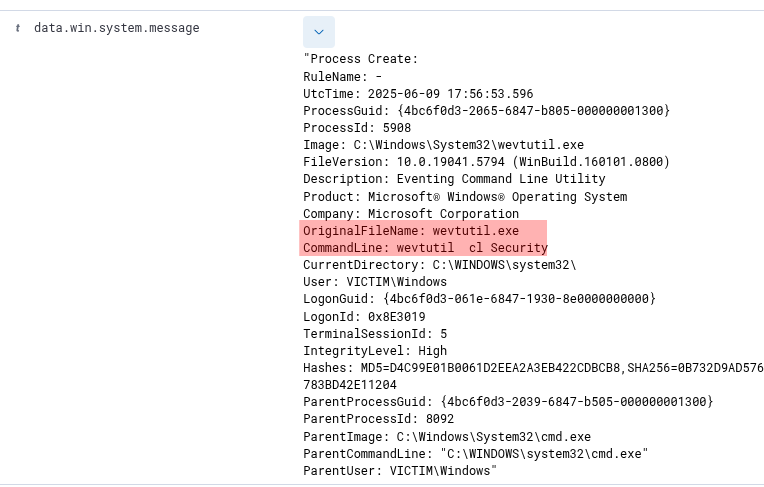 t data.win.system.message
"Process Create:
RuleName: -
UtcTime: 2025-06-09 17:56:53.596
ProcessGuid: {4bc6f0d3-2065-6847-b805-000000001300}
ProcessId: 5908
Image: C:\Windows\System32\wevtutil.exe
FileVersion: 10.0.19041.5794 (WinBuild.160101.0800)
Description: Eventing Command Line Utility
Product: Microsoft® Windows® Operating System
Company: Microsoft Corporation
OriginalFileName: wevtutil.exe
CommandLine: wevtutil  cl Security
CurrentDirectory: C:\WINDOWS\system32\
User: VICTIM\Windows
LogonGuid: {4bc6f0d3-061e-6847-1930-8e0000000000}
LogonId: 0x8E3019
TerminalSessionId: 5
IntegrityLevel: High
Hashes: MD5=D4C99E01B0061D2EEA2A3EB422CDBCB8,SHA256=0B732D9AD576
783BD42E11204
ParentProcessGuid: {4bc6f0d3-2039-6847-b505-000000001300}
ParentProcessId: 8092
ParentImage: C:\Windows\System32\cmd.exe
ParentCommandLine: "C:\WINDOWS\system32\cmd.exe"
ParentUser: VICTIM\Windows"